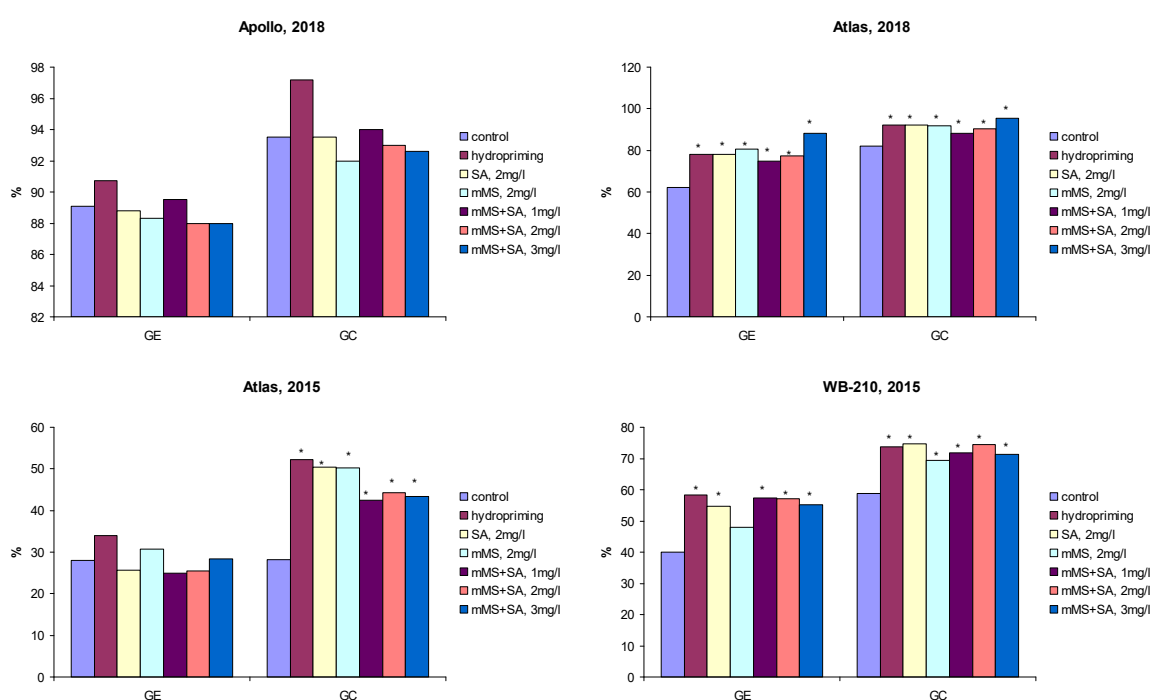 Apollo, 2018
98
96
94
92
90
88
86
84
82
%
GE
GC
control
hydropriming
SA, 2mg/l
mMS, 2mg/l
mMS+SA, 1mg/l
mMS+SA, 2mg/l
mMS+SA, 3mg/l
Atlas, 2018
120
100
80
60
40
20
0
%
* * * * * *
* * * * * *
GE
GC
control
hydropriming
SA, 2mg/l
mMS, 2mg/l
mMS+SA, 1mg/l
mMS+SA, 2mg/l
mMS+SA, 3mg/l
Atlas, 2015
60
50
40
30
20
10
0
%
* * * * * *
GE
GC
control
hydropriming
SA, 2mg/l
mMS, 2mg/l
mMS+SA, 1mg/l
mMS+SA, 2mg/l
mMS+SA, 3mg/l
WB-210, 2015
80
70
60
50
40
30
20
10
0
%
* * * * *
* * * * * *
GE
GC
control
hydropriming
SA, 2mg/l
mMS, 2mg/l
mMS+SA, 1mg/l
mMS+SA, 2mg/l
mMS+SA, 3mg/l